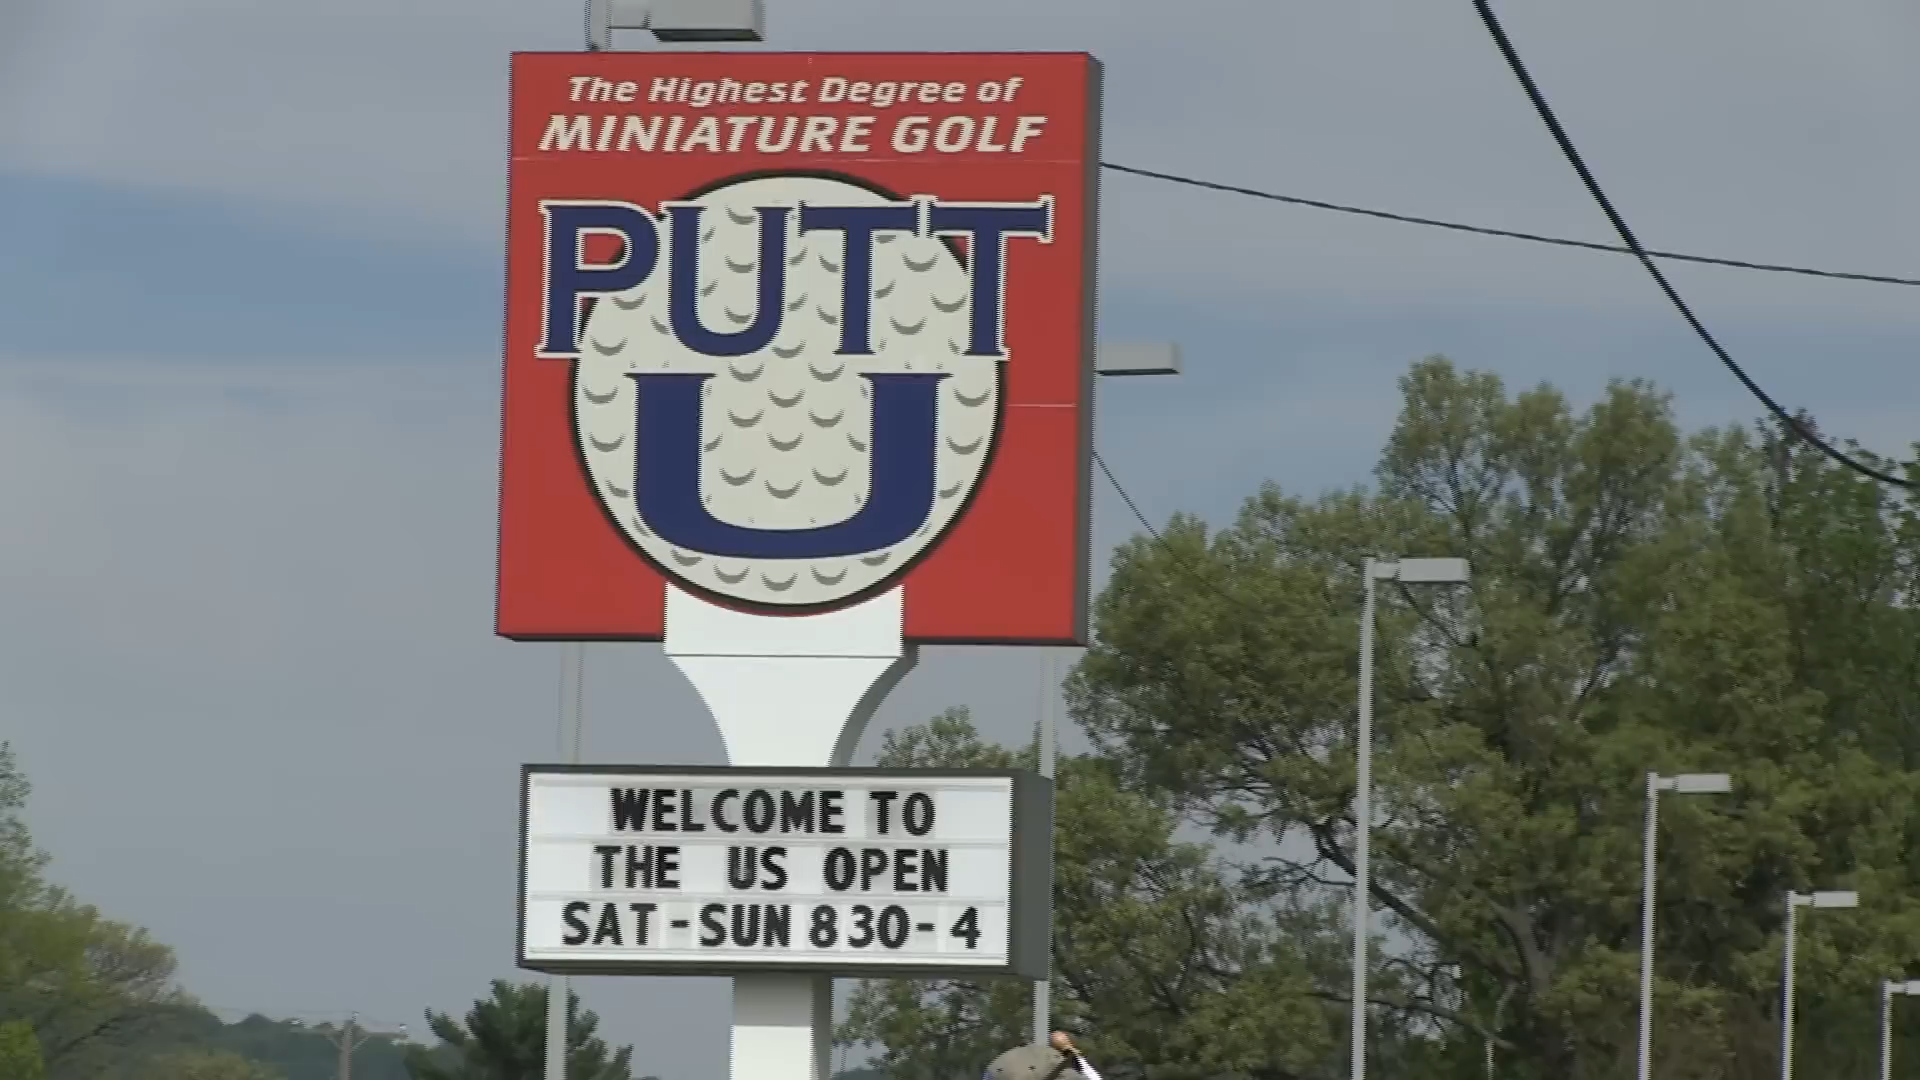 The Highest Degree of
MINIATURE GOLF
PUTT
U
WELCOME TO
THE US OPEN
SAT-SUN 830-4